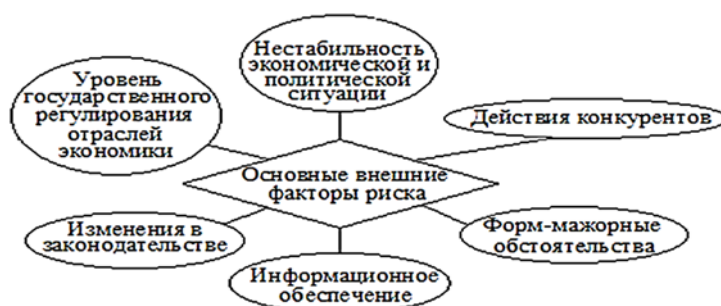 Нестабильность
экономической и
политической
ситуации
Уровень
государственного
регулирования
отраслей
экономики
Действия конкурентов
Основные внешние
факторы риска
Изменения в
законодательстве
Форм-мажорные
обстоятельства
Информационное
обеспечение